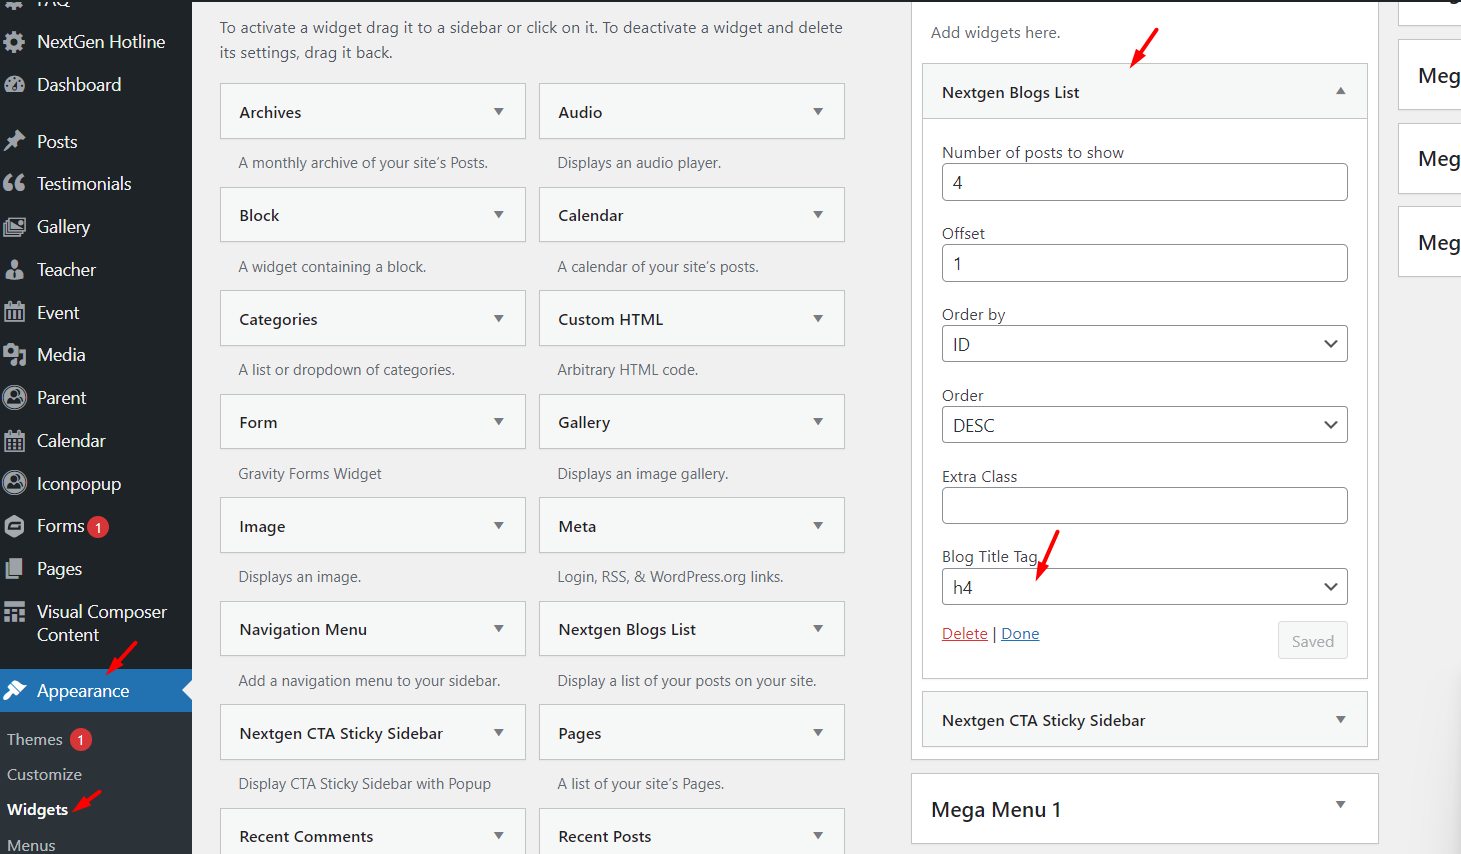 FAQ
NextGen Hotline
Dashboard
Posts
Testimonials
Gallery
Teacher
Event
Media
Parent
Calendar
Iconpopup
Forms 1
Pages
Visual Composer
Content
Appearance
Themes 1
Customize
Widgets
Menus
To activate a widget drag it to a sidebar or click on it. To deactivate a widget and delete
its settings, drag it back.
Archives
A monthly archive of your site’s Posts.
Audio
Displays an audio player.
Block
A widget containing a block.
Calendar
A calendar of your site’s posts.
Categories
A list or dropdown of categories.
Custom HTML
Arbitrary HTML code.
Form
Gravity Forms Widget
Gallery
Displays an image gallery.
Image
Displays an image.
Meta
Login, RSS, & WordPress.org links.
Navigation Menu
Add a navigation menu to your sidebar.
Nextgen Blogs List
Display a list of your posts on your site.
Nextgen CTA Sticky Sidebar
Display CTA Sticky Sidebar with Popup
Pages
A list of your site’s Pages.
Recent Comments
Recent Posts
Add widgets here.
Nextgen Blogs List
Number of posts to show
4
Offset
1
Order by
ID
Order
DESC
Extra Class
Blog Title Tag
h4
Delete | Done
Saved
Nextgen CTA Sticky Sidebar
Mega Menu 1
Meg
Meg
Meg